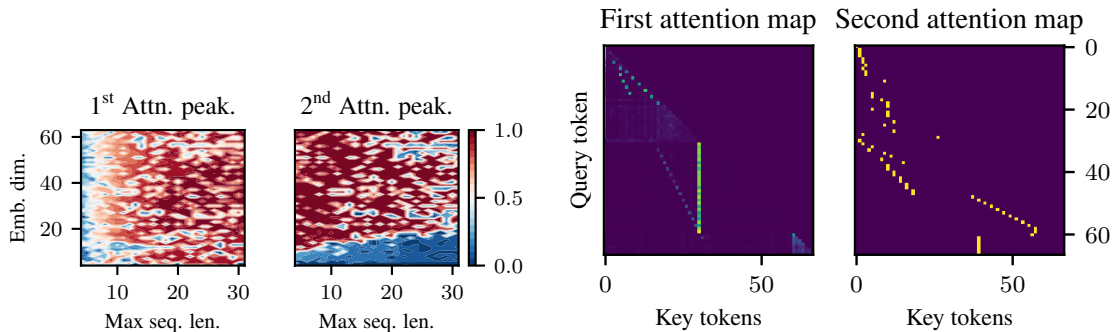 First attention map
Second attention map
1st Attn. peak.
2nd Attn. peak.
Emb. dim.
60
40
20
10
20
30
Max seq. len.
10
20
30
Max seq. len.
1.0
0.5
0.0
Query token
0
50
Key tokens
0
50
Key tokens
0
20
40
60